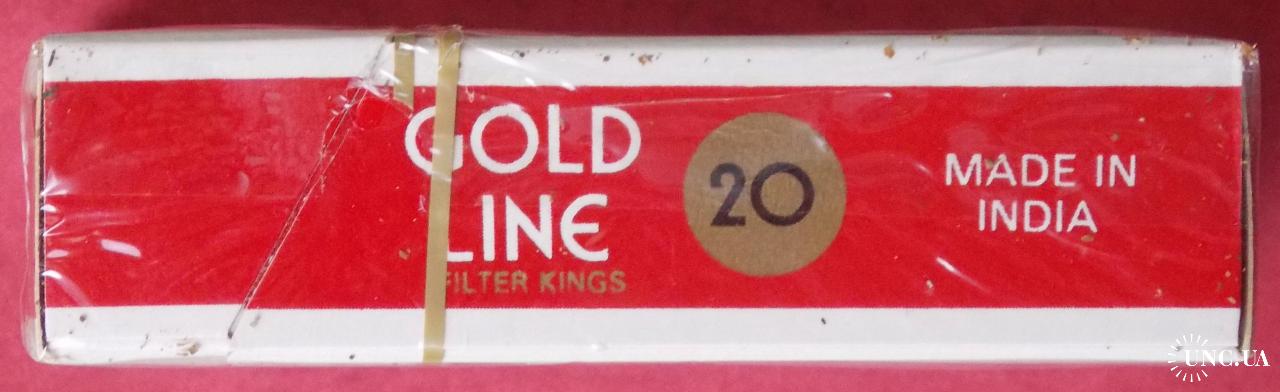 GOLD
LINE
FILTER KINGS
20
MADE IN
INDIA
UNC.UA